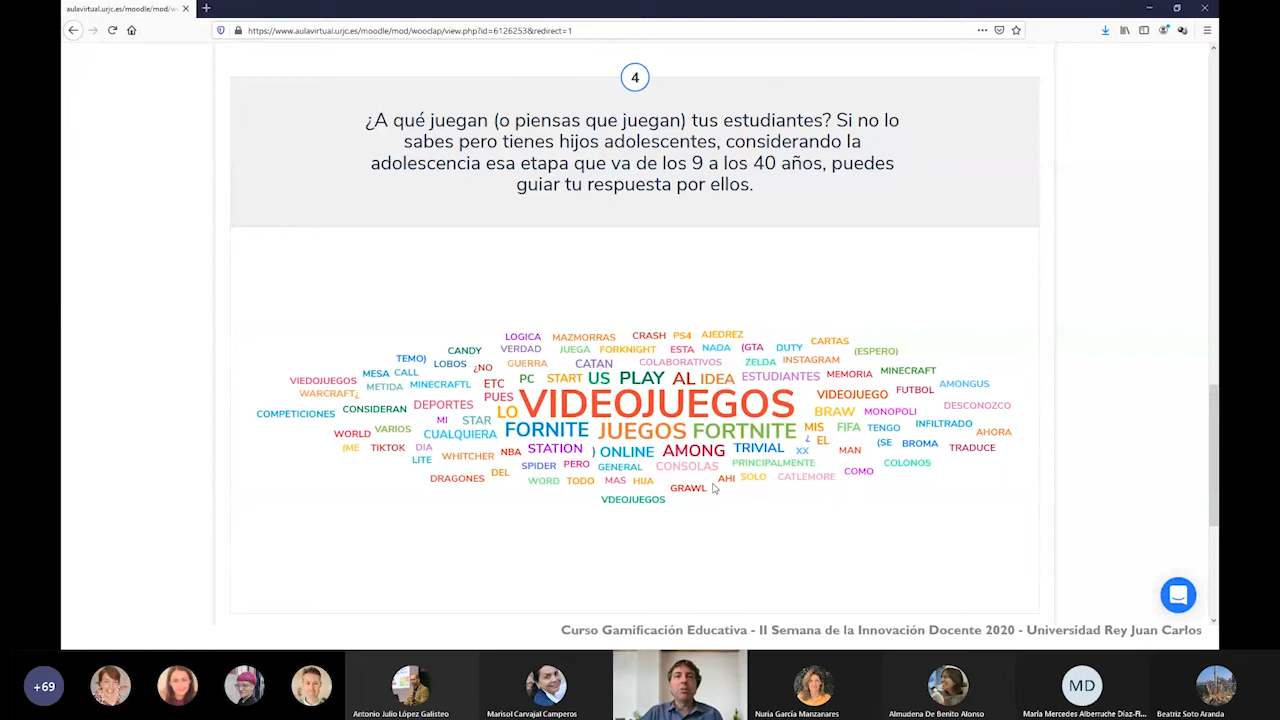 aulavirtual.urjc.es/moodle/mod/w
https://www.aulavirtual.urjc.es/moodle/mod/wooclap/view.php?id=6126253&redirect=1
4
¿A qué juegan (o piensas que juegan) tus estudiantes? Si no lo
sabes pero tienes hijos adolescentes, considerando la
adolescencia esa etapa que va de los 9 a los 40 años, puedes
guiar tu respuesta por ellos.
LOGICA MAZMORRAS CRASH PS4 AJEDREZ
CANDY VERDAD JUEGA FORKNIGHT ESTA NADA (GTA DUTY CARTAS (ESPERO)
TEMO) LOBOS ¿NO GUERRA CATAN COLABORATIVOS ZELDA INSTAGRAM
VIEDOJUEGOS MESA CALL ETC PC START US PLAY AL IDEA ESTUDIANTES MEMORIA MINECRAFT
WARCRAFT¿ METIDA MINECRAFTL PUES VIDEOJUEGOS VIDEOJUEGO FUTBOL AMONGUS
COMPETICIONES CONSIDERAN DEPORTES LO BRAW MONOPOLI DESCONOZCO
MI STAR FORNITE JUEGOS FORTNITE MIS FIFA TENGO INFILTRADO
WORLD VARIOS CUALQUIERA ¿ EL (SE BROMA AHORA
(ME TIKTOK DIA WHITCHER NBA STATION ) ONLINE AMONG TRIVIAL XX MAN TRADUCE
LITE SPIDER PERO GENERAL CONSOLAS PRINCIPALMENTE COMO COLONOS
DRAGONES DEL WORD TODO MAS HIJA GRAWL AHI SOLO CATLEMORE
VDEOJUEGOS
Curso Gamificación Educativa - II Semana de la Innovación Docente 2020 - Universidad Rey Juan Carlos
+69
Antonio Julio López Galisteo
Marisol Carvajal Camperos
Nuria García Manzanares
Almudena De Benito Alonso
MD
María Mercedes Alberruche Díaz-Fl...
Beatriz Soto Aranda